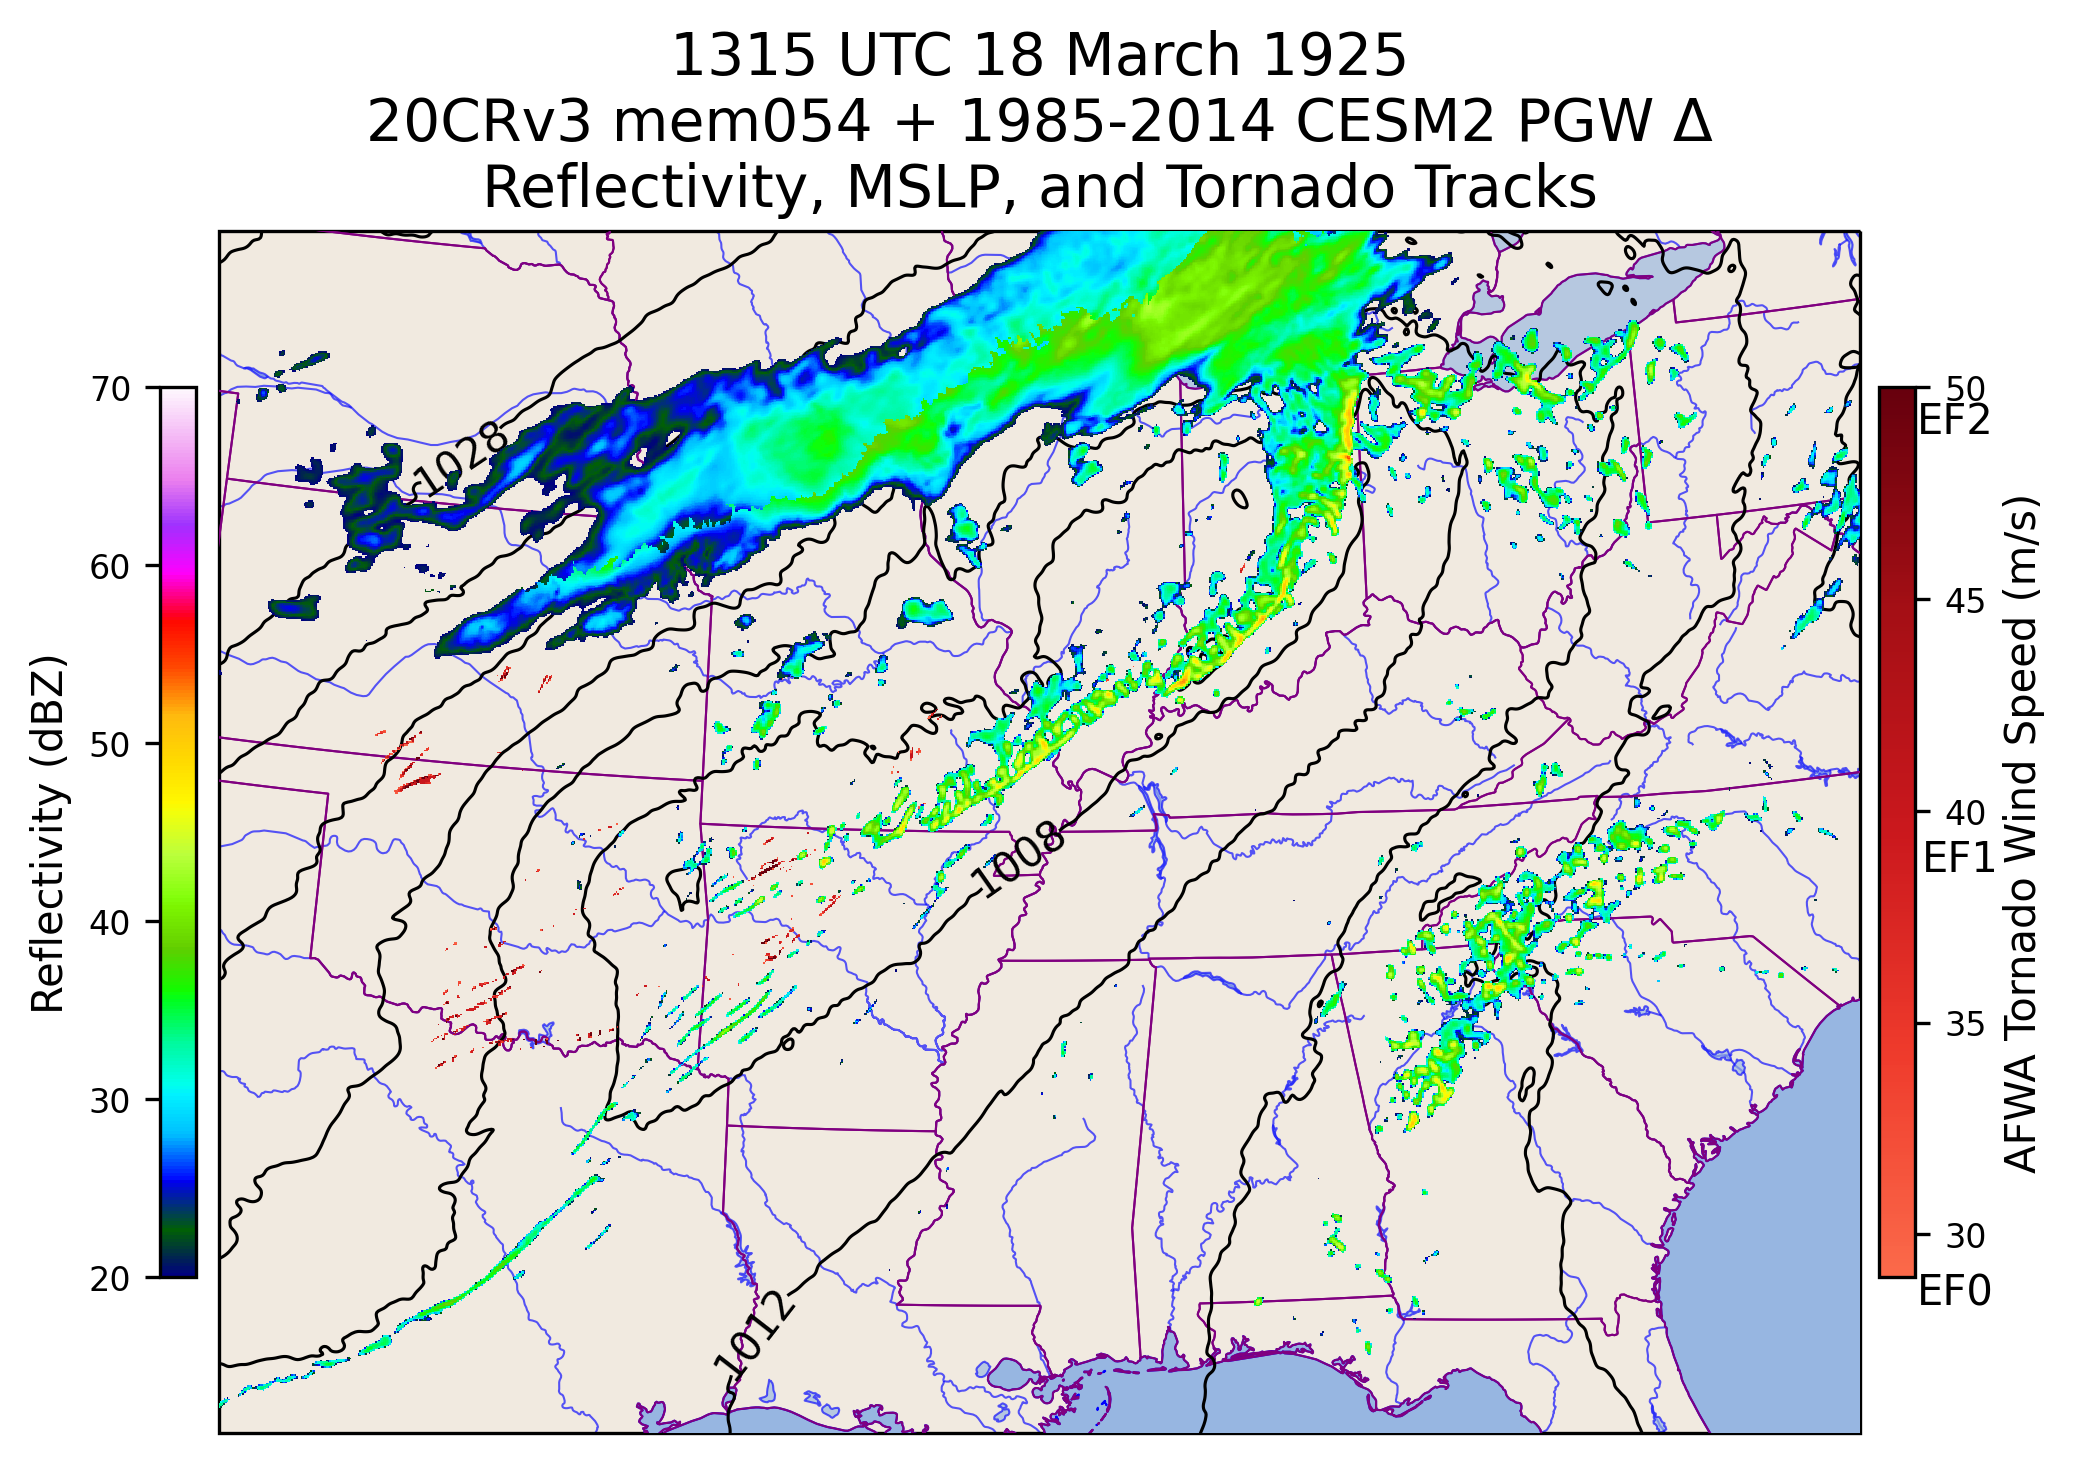 1315 UTC 18 March 1925
20CRv3 mem054 + 1985-2014 CESM2 PGW Δ
Reflectivity, MSLP, and Tornado Tracks
70
60
50
40
30
20
Reflectivity (dBZ)
1028
1008
1012
50
EF2
45
40
EF1
35
30
EF0
AFWA Tornado Wind Speed (m/s)